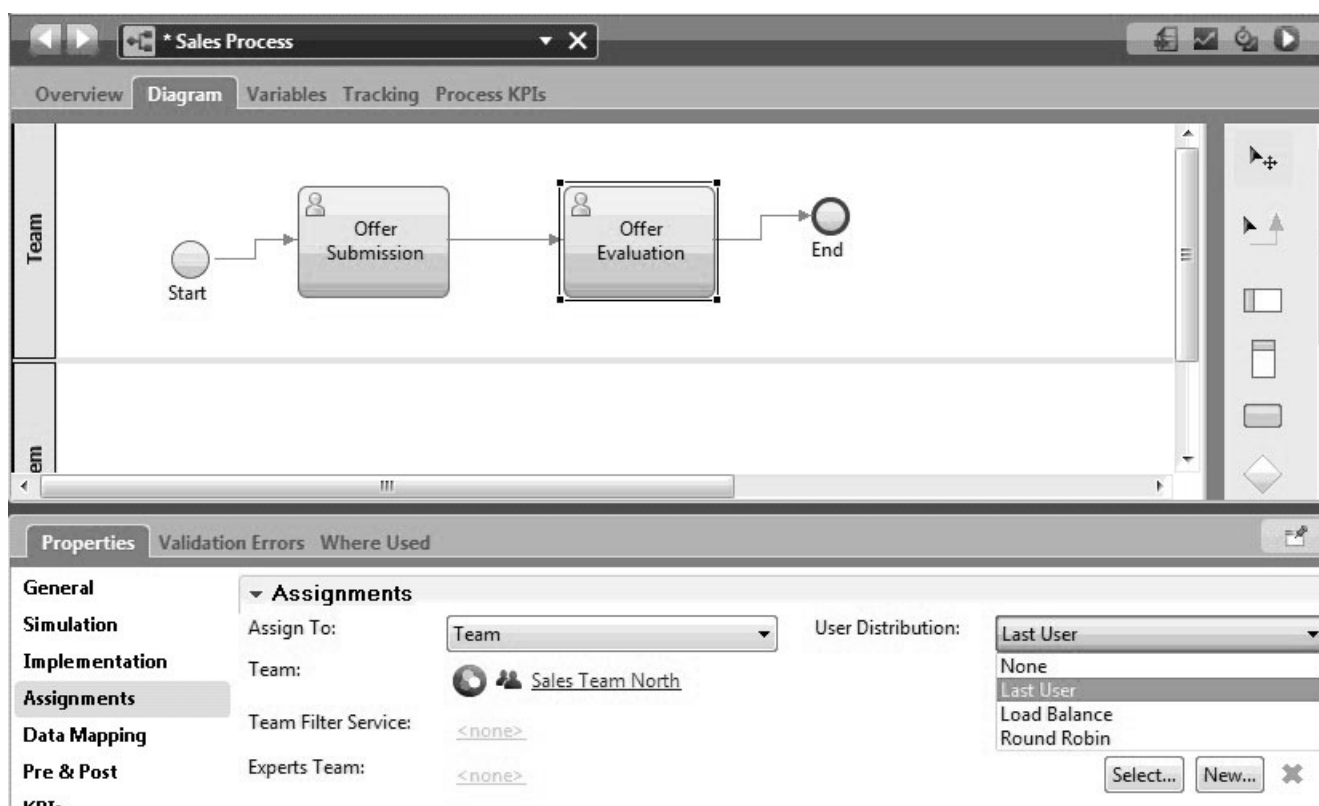 * Sales Process
Overview Diagram Variables Tracking Process KPIs
Team
Offer
Submission
Offer
Evaluation
Start
End
em
Properties Validation Errors Where Used
General
Simulation
Implementation
Assignments
Data Mapping
Pre & Post
KPIs
Assignments
Assign To: Team User Distribution: Last User
None
Last User
Load Balance
Round Robin
Team: Sales Team North
Team Filter Service: <none>
Experts Team: <none>
Select... New...